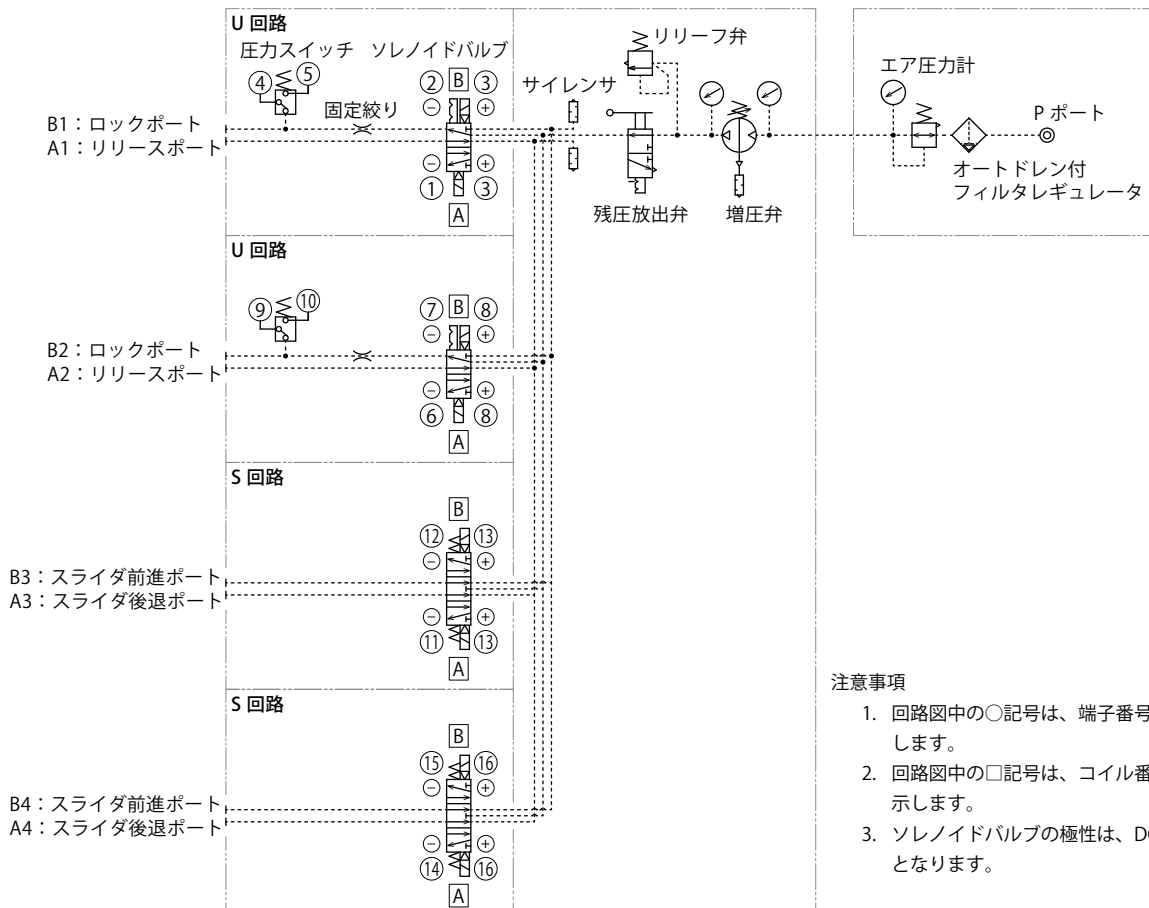 U 回路
圧力スイッチ ソレノイドバルブ
④ ⑤ ② B ③
− +
固定絞り
サイレンサ
リリーフ弁
エア圧力計
P ポート
B1：ロックポート
A1：リリースポート
− +
① ③
A
残圧放出弁
増圧弁
オートドレン付
フィルタレギュレータ
U 回路
⑨ ⑩ ⑦ B ⑧
− +
B2：ロックポート
A2：リリースポート
− +
⑥ ⑧
A
S 回路
B
⑫ ⑬
− +
B3：スライダ前進ポート
A3：スライダ後退ポート
− +
⑪ ⑬
A
S 回路
B
⑮ ⑯
− +
B4：スライダ前進ポート
A4：スライダ後退ポート
− +
⑭ ⑯
A
注意事項
1. 回路図中の○記号は、端子番号
します。
2. 回路図中の□記号は、コイル番
示します。
3. ソレノイドバルブの極性は、
となります。